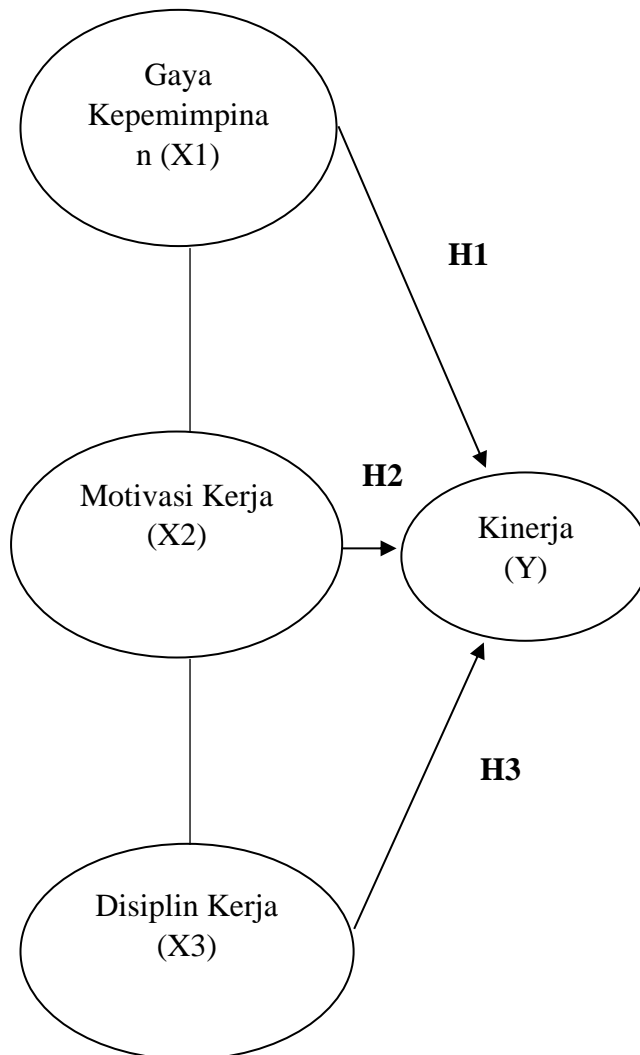 Gaya
Kepemimpina
n (X1)
H1
Motivasi Kerja
(X2)
H2
Kinerja
(Y)
H3
Disiplin Kerja
(X3)